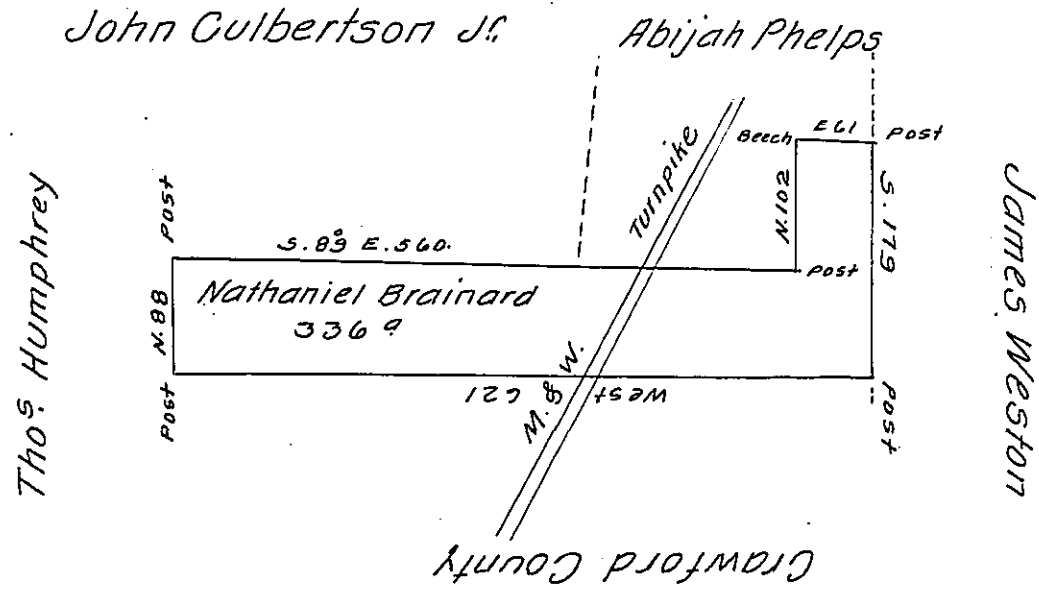 John Culbertson Jr.
Abijah Phelps
Beech
E 61
Post
Turnpike
N. 102
S. 179
Post
S. 89° E. 560.
Post
Nathaniel Brainard
336 a
N. 88
Post
West 621
M. & W.
Post
Thos. Humphrey
James Weston
Crawford County